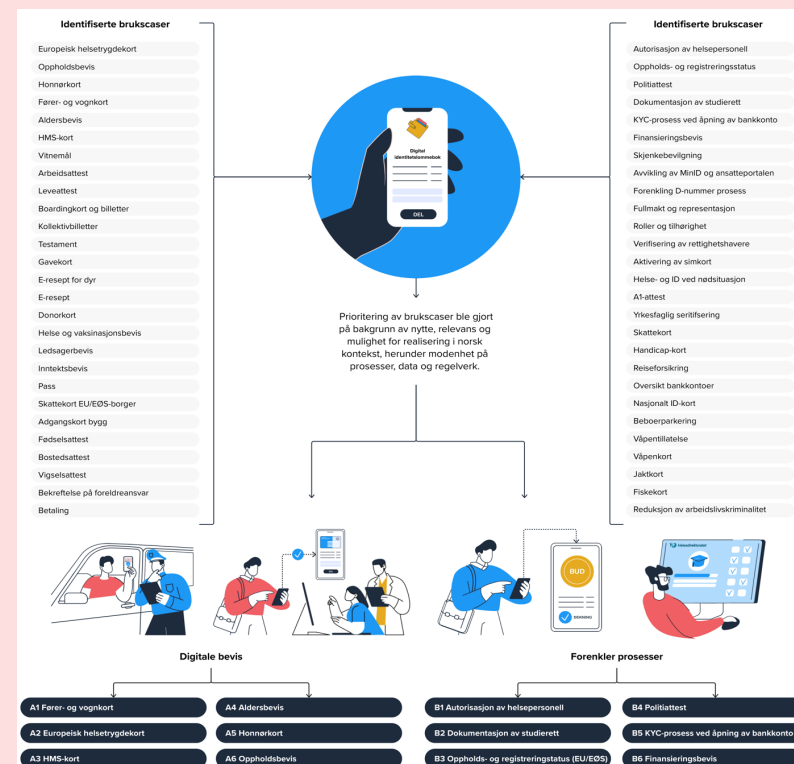 Identifiserte brukscaser
Europeisk helsetrygdekort
Oppholdsbevis
Honnørkort
Fører- og vognkort
Aldersbevis
HMS-kort
Vitnemål
Arbeidsattest
Leveattest
Boardingkort og billetter
Kollektivbilletter
Testament
Gavekort
E-resept for dyr
E-resept
Donorkort
Helse og vaksinasjonsbevis
Ledsagerbevis
Inntektsbevis
Pass
Skattekort EU/EØS-borger
Adgangskort bygg
Fødselsattest
Bostedsattest
Vigselsattest
Bekreftelse på foreldreansvar
Betaling
Digital
identitetslommebok
DEL
Prioritering av brukscaser ble gjort
på bakgrunn av nytte, relevans og
mulighet for realisering i norsk
kontekst, herunder modenhet på
prosesser, data og regelverk.
Identifiserte brukscaser
Autorisasjon av helsepersonell
Oppholds- og registreringsstatus
Politiattest
Dokumentasjon av studierett
KYC-prosess ved åpning av bankkonto
Finansieringsbevis
Skjenkebevilgning
Avvikling av MinID og ansatteportalen
Forenkling D-nummer prosess
Fullmakt og representasjon
Roller og tilhørighet
Verifisering av rettighetshavere
Aktivering av simkort
Helse- og ID ved nødsituasjon
A1-attest
Yrkesfaglig seritifsering
Skattekort
Handicap-kort
Reiseforsikring
Oversikt bankkontoer
Nasjonalt ID-kort
Beboerparkering
Våpentillatelse
Våpenkort
Jaktkort
Fiskekort
Reduksjon av arbeidslivskriminalitet
BUD
Helsedirektoratet
Digitale bevis
A1 Fører- og vognkort
A2 Europeisk helsetrygdekort
A3 HMS-kort
A4 Aldersbevis
A5 Honnørkort
A6 Oppholdsbevis
Forenkler prosesser
B1 Autorisasjon av helsepersonell
B2 Dokumentasjon av studierett
B3 Oppholds- og registreringstatus (EU/EØS)
B4 Politiattest
B5 KYC-prosess ved åpning av bankkonto
B6 Finansieringsbevis